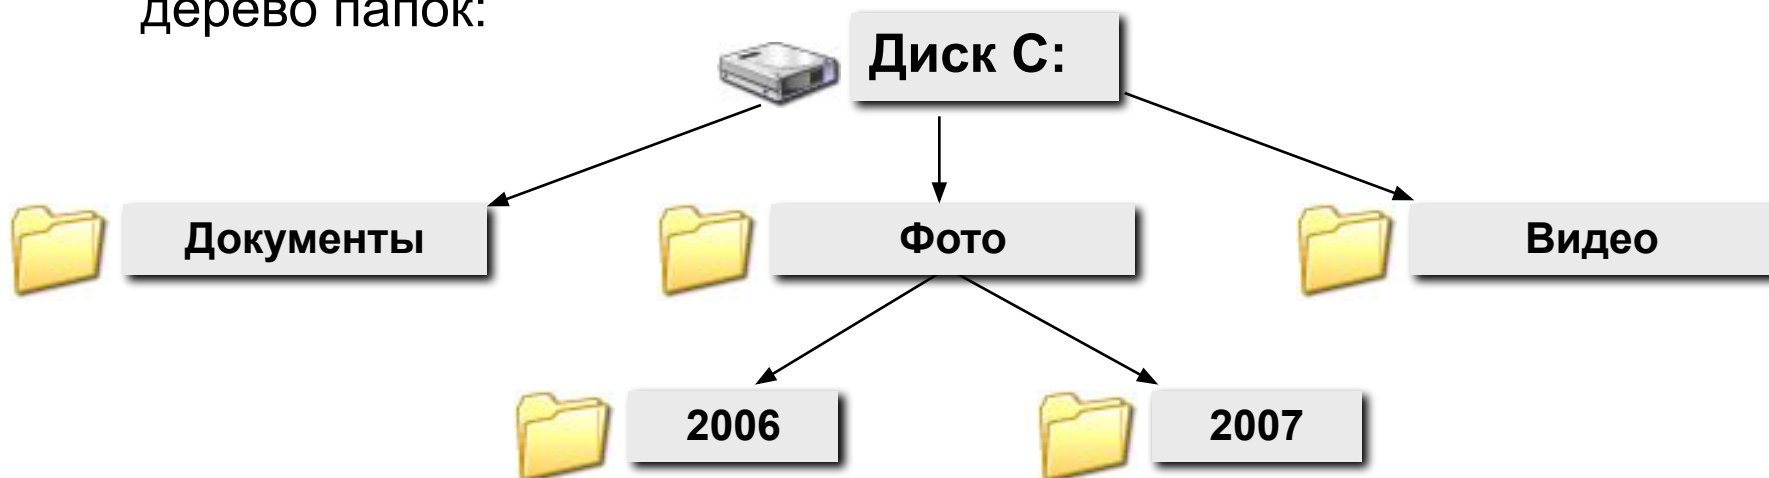 дерево папок:
Диск C:
Документы
Фото
Видео
2006
2007